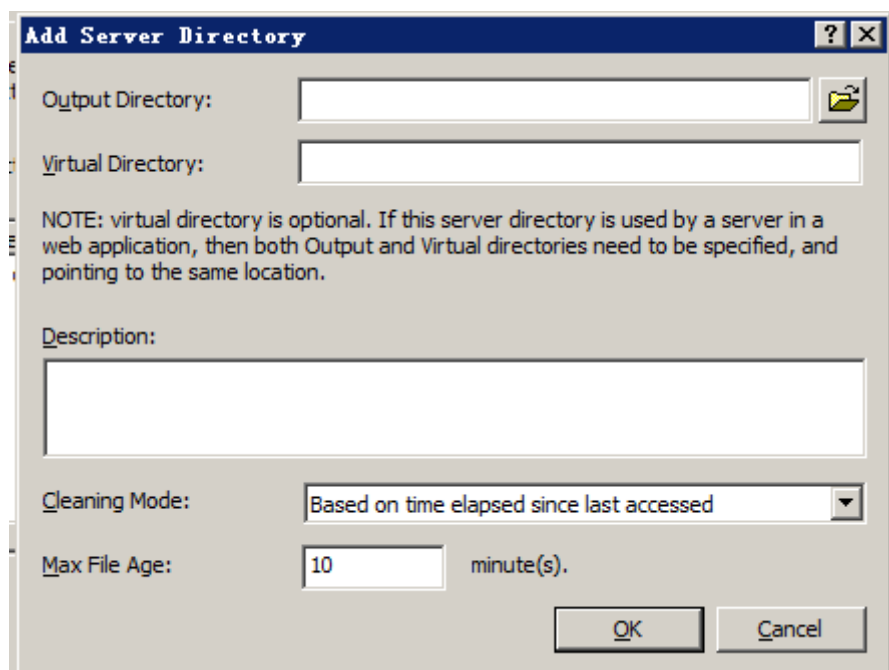 Add Server Directory
Output Directory:
Virtual Directory:
NOTE: virtual directory is optional. If this server directory is used by a server in a
web application, then both Output and Virtual directories need to be specified, and
pointing to the same location.
Description:
Cleaning Mode: Based on time elapsed since last accessed
Max File Age: 10 minute(s).
OK Cancel